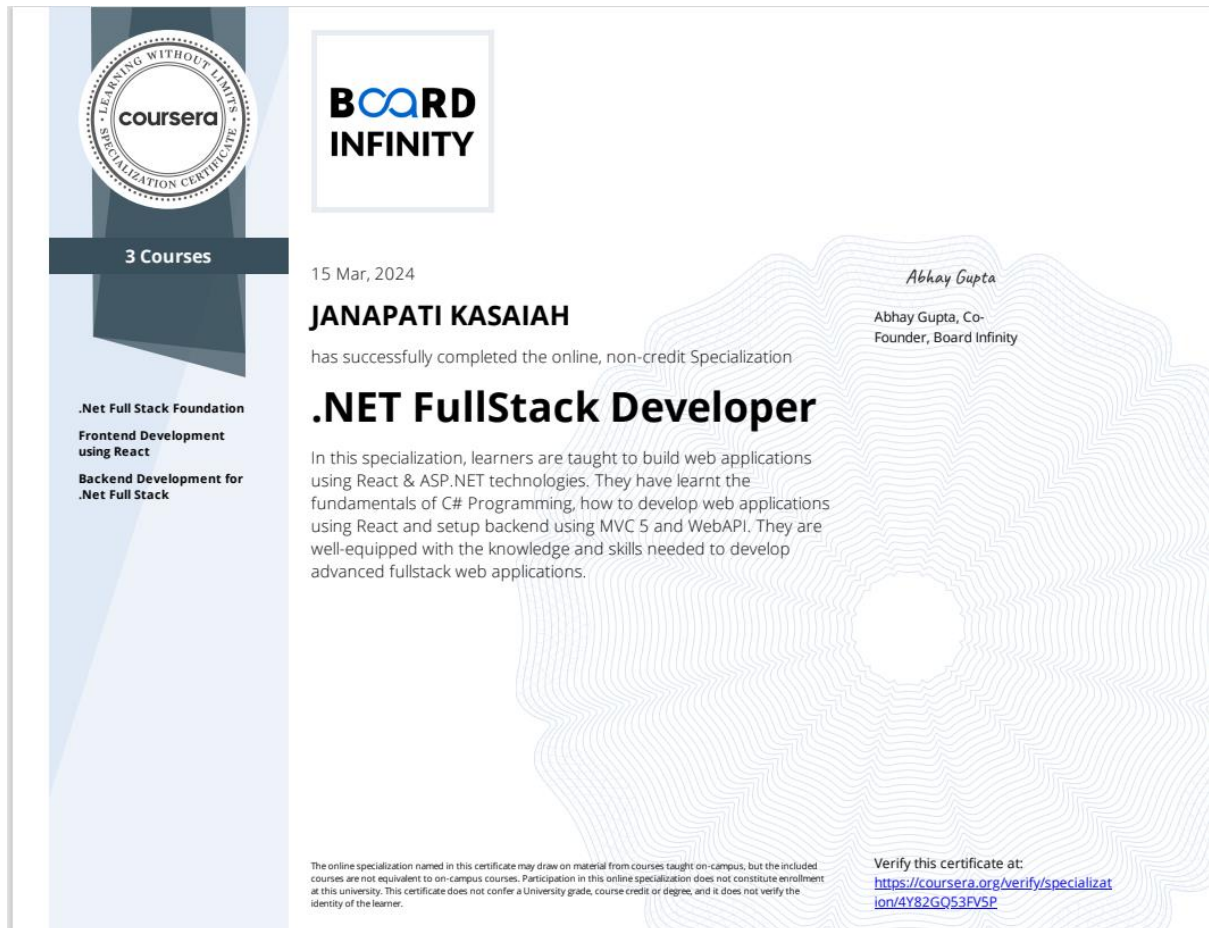 LEARNING WITHOUT LIMITS
coursera
SPECIALIZATION CERTIFICATE
3 Courses
.Net Full Stack Foundation
Frontend Development
using React
Backend Development for
.Net Full Stack
BOARD
INFINITY
15 Mar, 2024
JANAPATI KASAIAH
has successfully completed the online, non-credit Specialization
.NET FullStack Developer
In this specialization, learners are taught to build web applications
using React & ASP.NET technologies. They have learnt the
fundamentals of C# Programming, how to develop web applications
using React and setup backend using MVC 5 and WebAPI. They are
well-equipped with the knowledge and skills needed to develop
advanced fullstack web applications.
Abhay Gupta
Abhay Gupta, Co-
Founder, Board Infinity
The online specialization named in this certificate may draw on material from courses taught on-campus, but the included
courses are not equivalent to on-campus courses. Participation in this online specialization does not constitute enrollment
at this university. This certificate does not confer a University grade, course credit or degree, and it does not verify the
identity of the learner.
Verify this certificate at:
https://coursera.org/verify/specializat
ion/4Y82GQ53FV5P